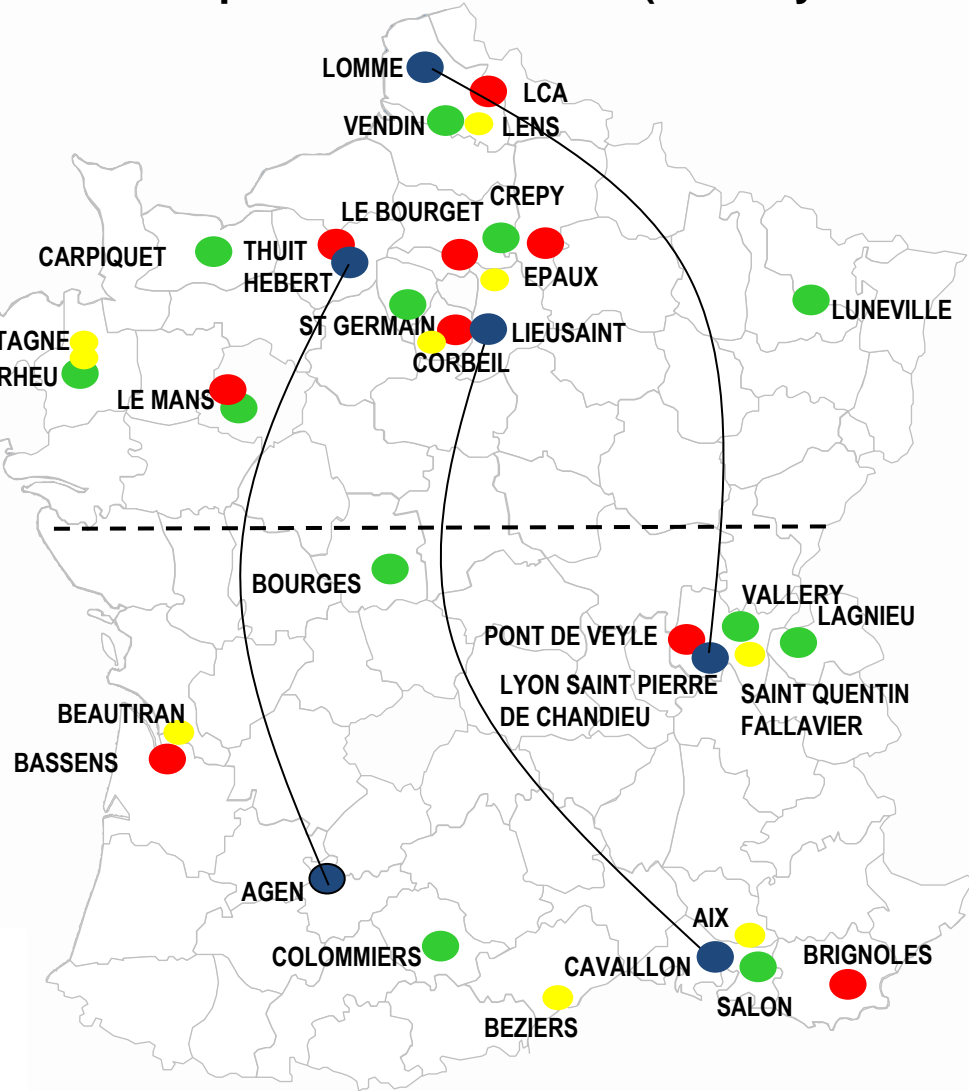 LOMME
LCA
VENDIN
LENS
CREPY
LE BOURGET
CARPIQUET
THUIT
HEBERT
EPAUX
LUNEVILLE
ST GERMAIN
LIEUSAINT
CORBEIL
TAGNE
RHEU
LE MANS
BOURGES
VALLERY
LAGNIEU
PONT DE VEYLE
LYON SAINT PIERRE
DE CHANDIEU
SAINT QUENTIN
FALLAVIER
BEAUTIRAN
BASSENS
AGEN
AIX
COLOMMIERS
CAVAILLON
BRIGNOLES
SALON
BEZIERS